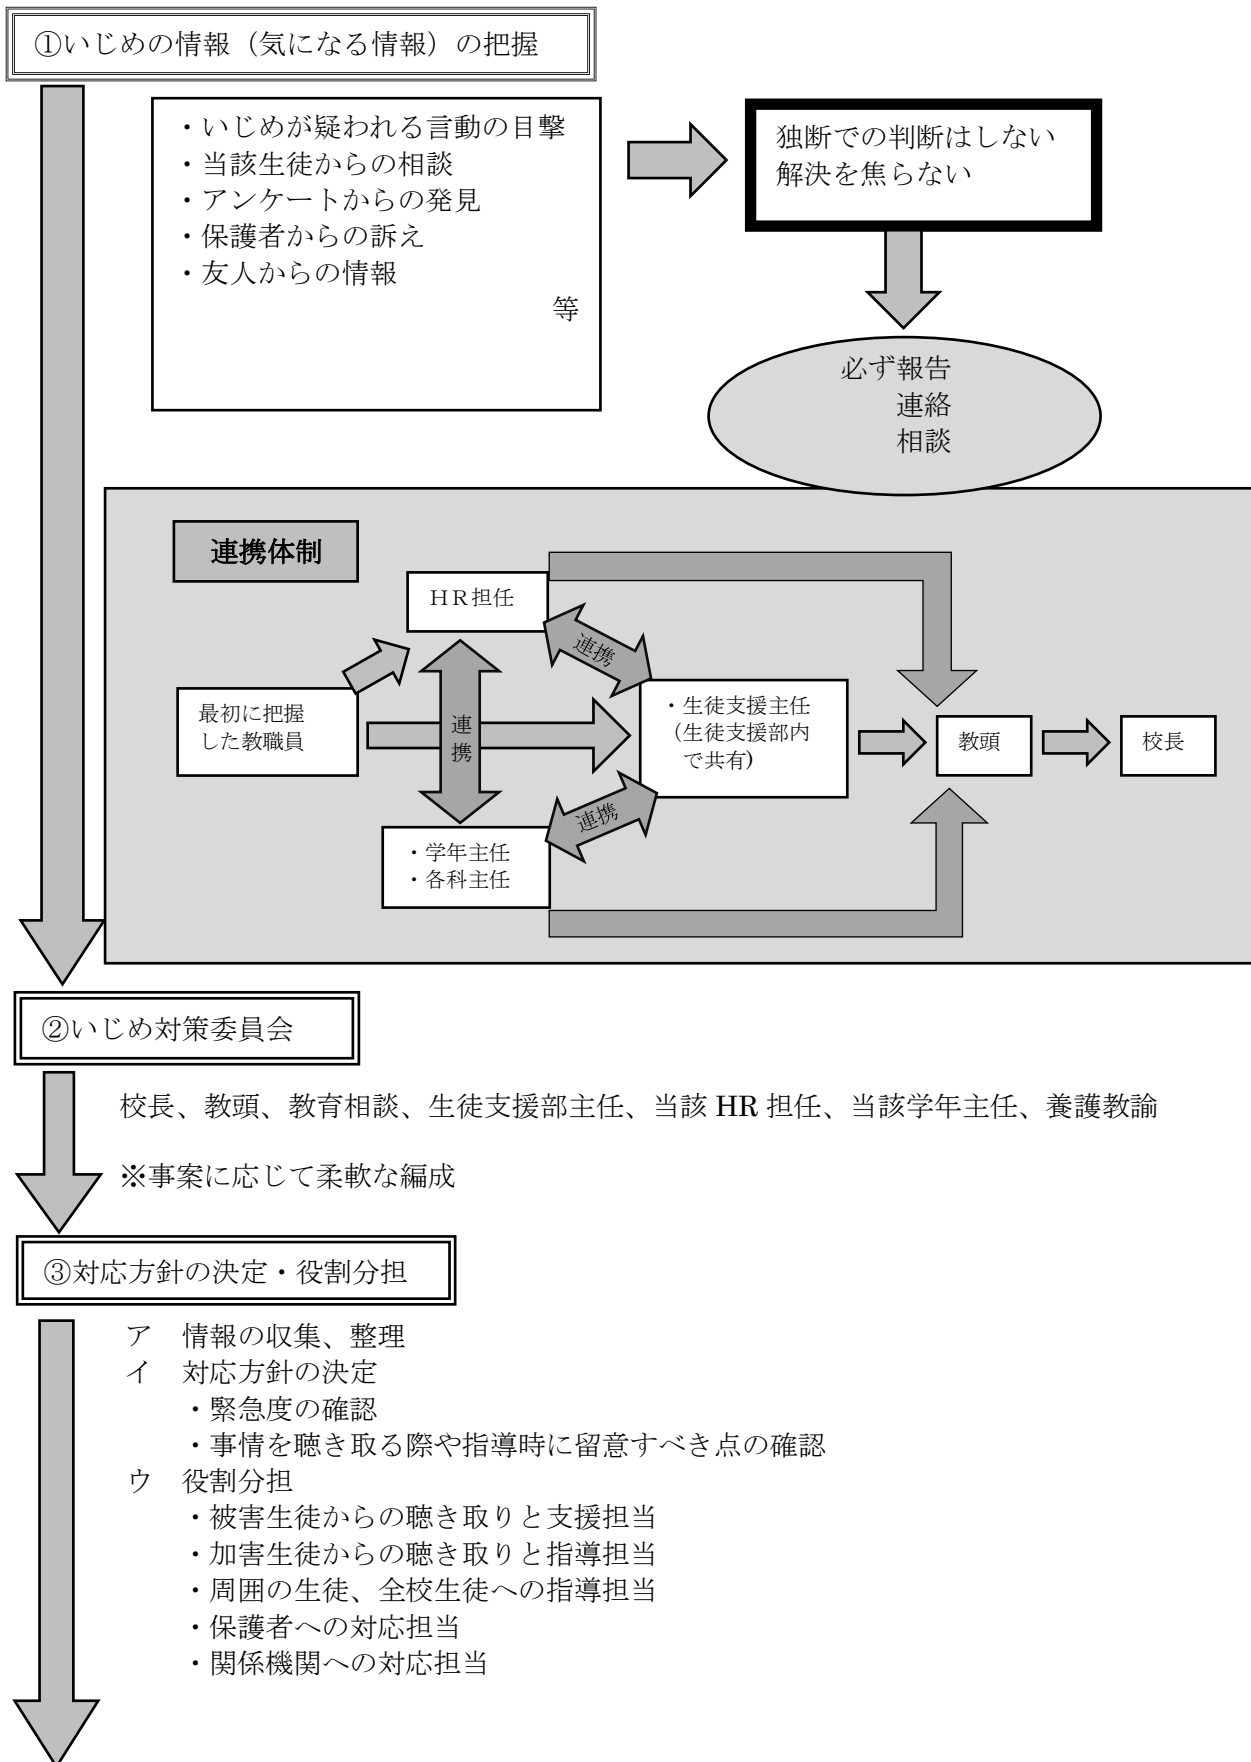 ①いじめの情報（気になる情報）の把握
・いじめが疑われる言動の目撃
・当該生徒からの相談
・アンケートからの発見
・保護者からの訴え
・友人からの情報
等
独断での判断はしない
解決を焦らない
必ず報告
連絡
相談
連携体制
ＨＲ担任
連携
最初に把握
した教職員
連携
・生徒支援主任
（生徒支援部内
で共有）
教頭
校長
連携
・学年主任
・各科主任
②いじめ対策委員会
校長、教頭、教育相談、生徒支援部主任、当該 HR 担任、当該学年主任、養護教諭
※事案に応じて柔軟な編成
③対応方針の決定・役割分担
ア　情報の収集、整理
イ　対応方針の決定
・緊急度の確認
・事情を聴き取る際や指導時に留意すべき点の確認
ウ　役割分担
・被害生徒からの聴き取りと支援担当
・加害生徒からの聴き取りと指導担当
・周囲の生徒、全校生徒への指導担当
・保護者への対応担当
・関係機関への対応担当